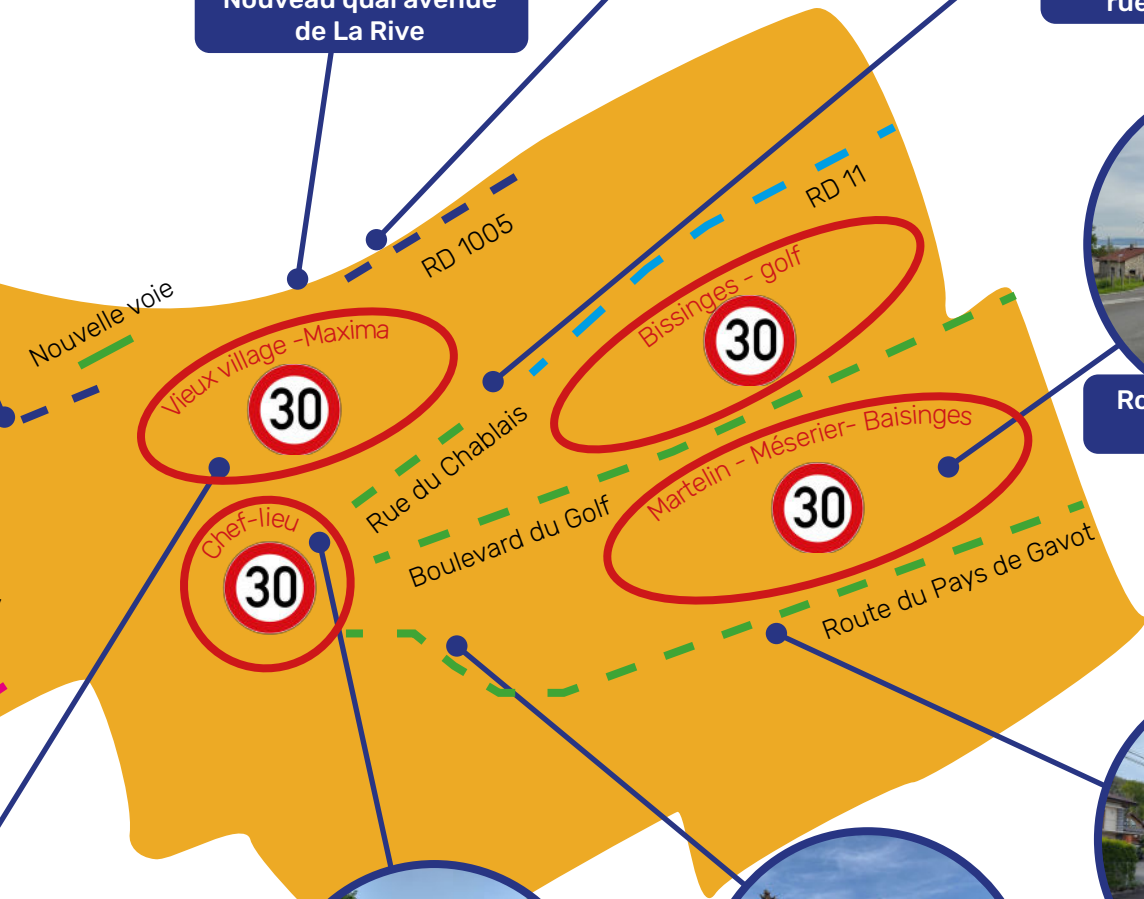 Nouveau quai avenue
de La Rive
RD 11
RD 1005
Nouvelle voie
Bissinges - golf
30
Vieux village -Maxima
30
Rue du Chablais
Martelin - Méserier- Baisinges
30
Boulevard du Golf
Chef-lieu
30
Route du Pays de Gavot